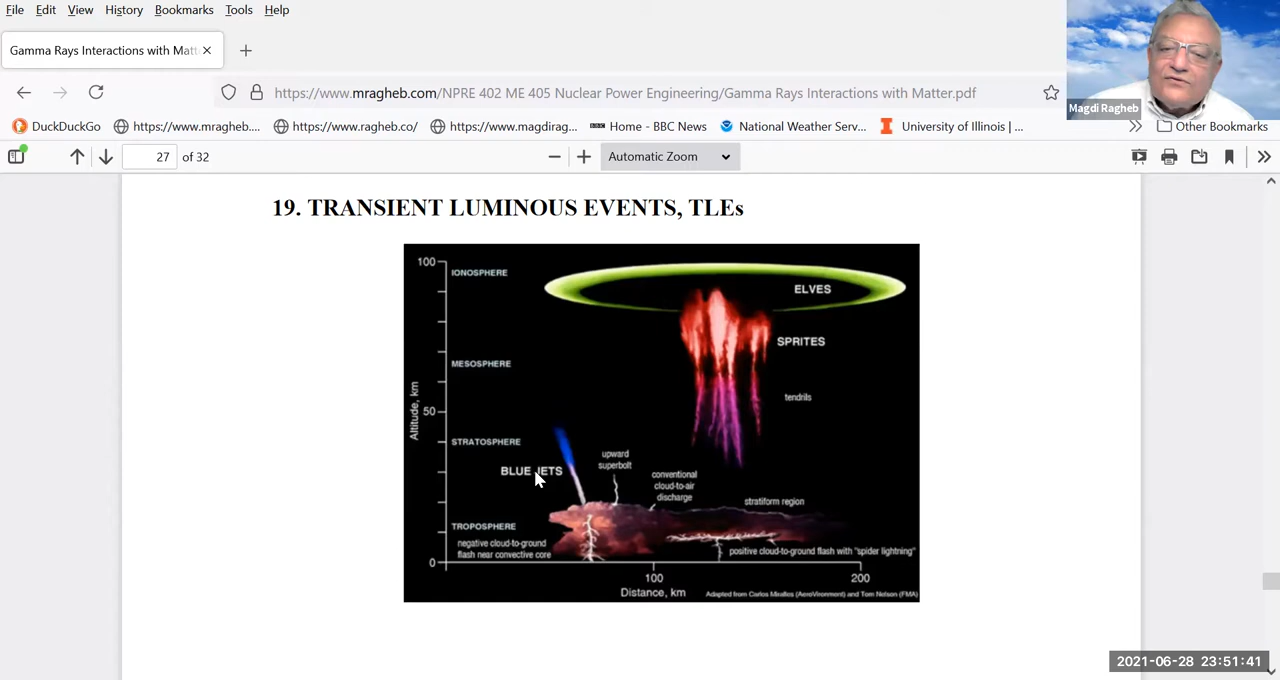 File Edit View History Bookmarks Tools Help
Gamma Rays Interactions with Matt
https://www.mragheb.com/NPRE 402 ME 405 Nuclear Power Engineering/Gamma Rays Interactions with Matter.pdf
Magdi Ragheb
DuckDuckGo https://www.mragheb.... https://www.ragheb.co/ https://www.magdirag... BBC Home - BBC News National Weather Serv... University of Illinois | ... Other Bookmarks
27 of 32 Automatic Zoom
19. TRANSIENT LUMINOUS EVENTS, TLEs
100
IONOSPHERE
ELVES
SPRITES
MESOSPHERE
tendrils
Altitude, km
50
STRATOSPHERE
BLUE JETS
upward
superbolt
conventional
cloud-to-air
discharge
stratiform region
TROPOSPHERE
negative cloud-to-ground
flash near convective core
positive cloud-to-ground flash with "spider lightning"
0
100 200
Distance, km
Adapted from Carlos Miralles (AeroVironment) and Tom Nelson (FMA)
2021-06-28 23:51:41